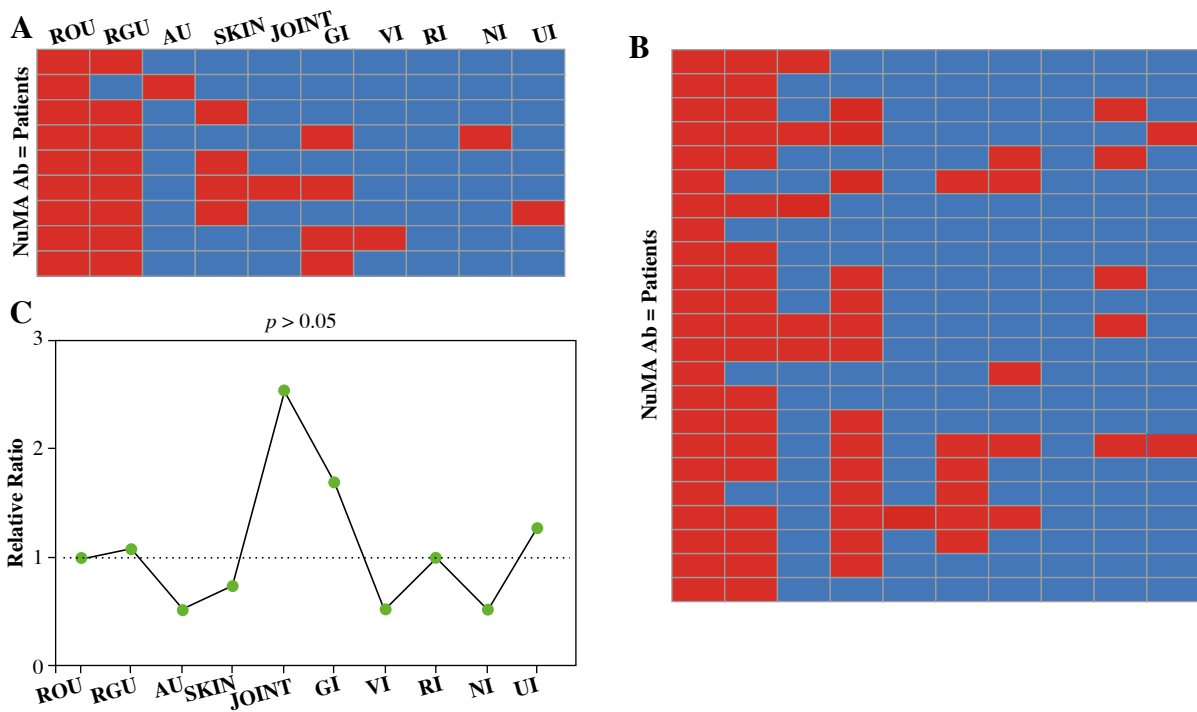 A
ROU RGU AU SKIN JOINT GI VI RI NI UI
NuMA Ab = Patients
B
NuMA Ab = Patients
C
p > 0.05
3
2
1
0
Relative Ratio
ROU RGU AU SKIN JOINT GI VI RI NI UI